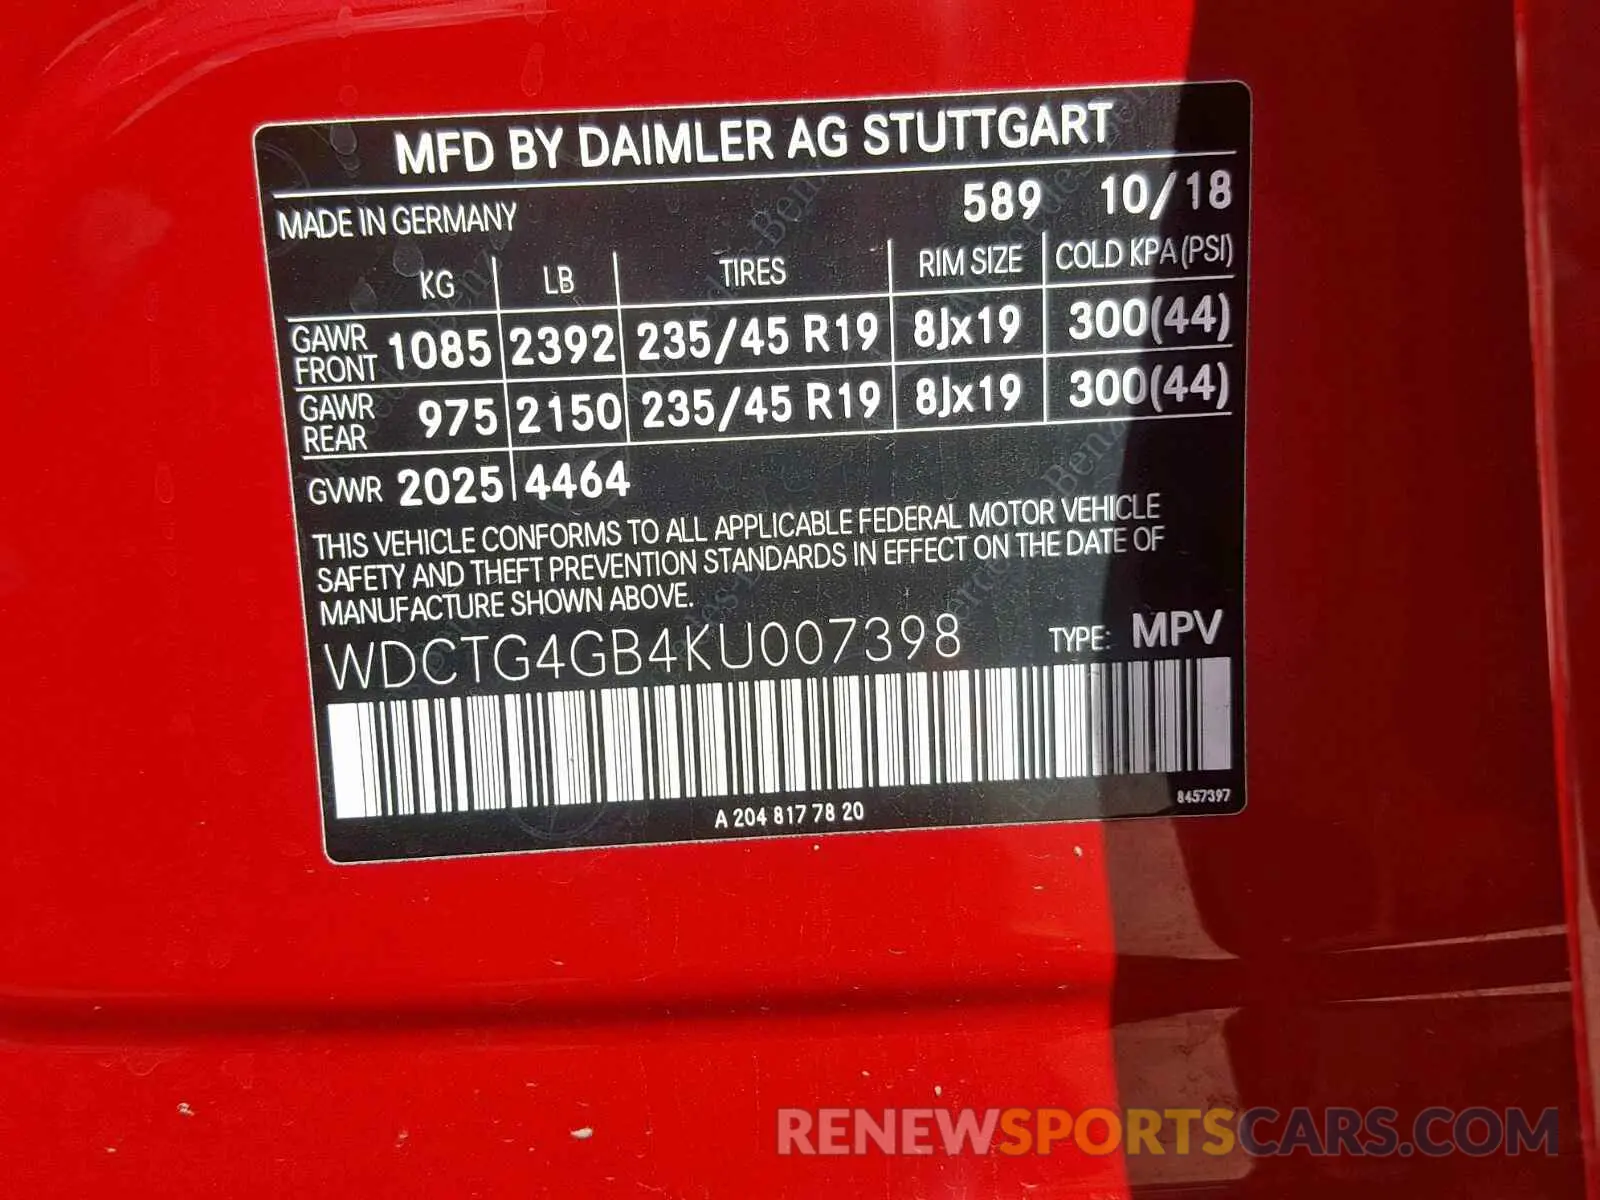 MFD BY DAIMLER AG STUTTGART
MADE IN GERMANY 589 10/18
KG LB TIRES RIM SIZE COLD KPA (PSI)
GAWR FRONT 1085 2392 235/45 R19 8Jx19 300(44)
GAWR REAR 975 2150 235/45 R19 8Jx19 300(44)
GVWR 2025 4464
THIS VEHICLE CONFORMS TO ALL APPLICABLE FEDERAL MOTOR VEHICLE
SAFETY AND THEFT PREVENTION STANDARDS IN EFFECT ON THE DATE OF
MANUFACTURE SHOWN ABOVE.
WDCTG4GB4KU007398 TYPE: MPV
A 204 817 78 20 8457397
RENEWSPORTSCARS.COM